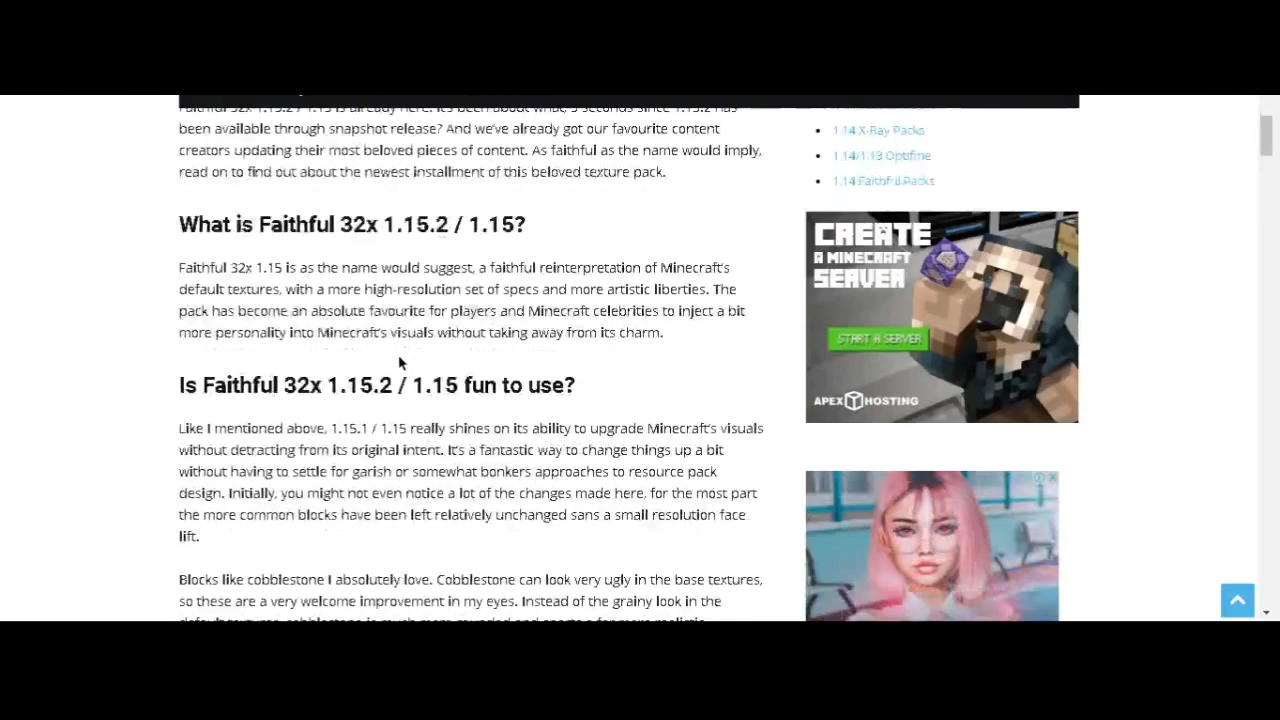 Faithful 32x 1.15.2 / 1.15 is already here. It's been about what, 3 seconds since 1.15.2 has
been available through snapshot release? And we've already got our favourite content
creators updating their most beloved pieces of content. As faithful as the name would imply,
read on to find out about the newest installment of this beloved texture pack.
What is Faithful 32x 1.15.2 / 1.15?
Faithful 32x 1.15 is as the name would suggest, a faithful reinterpretation of Minecraft's
default textures, with a more high-resolution set of specs and more artistic liberties. The
pack has become an absolute favourite for players and Minecraft celebrities to inject a bit
more personality into Minecraft's visuals without taking away from its charm.
Is Faithful 32x 1.15.2 / 1.15 fun to use?
Like I mentioned above, 1.15.1 / 1.15 really shines on its ability to upgrade Minecraft's visuals
without detracting from its original intent. It's a fantastic way to change things up a bit
without having to settle for garish or somewhat bonkers approaches to resource pack
design. Initially, you might not even notice a lot of the changes made here, for the most part
the more common blocks have been left relatively unchanged sans a small resolution face
lift.
Blocks like cobblestone I absolutely love. Cobblestone can look very ugly in the base textures,
so these are a very welcome improvement in my eyes. Instead of the grainy look in the
1.14 X-Ray Packs
1.14/1.13 Optifine
1.14 Faithful Packs
CREATE
A MINECRAFT
SERVER
START A SERVER
APEX HOSTING